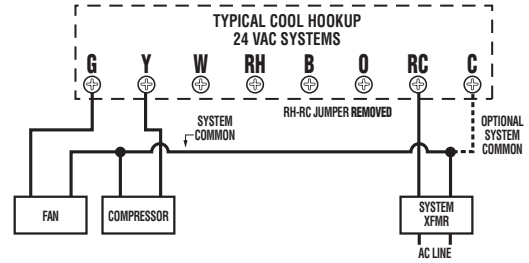 TYPICAL COOL HOOKUP
24 VAC SYSTEMS
G Y W RH B O RC C
RH-RC JUMPER REMOVED
SYSTEM
COMMON
OPTIONAL
SYSTEM
COMMON
FAN
COMPRESSOR
SYSTEM
XFMR
AC LINE